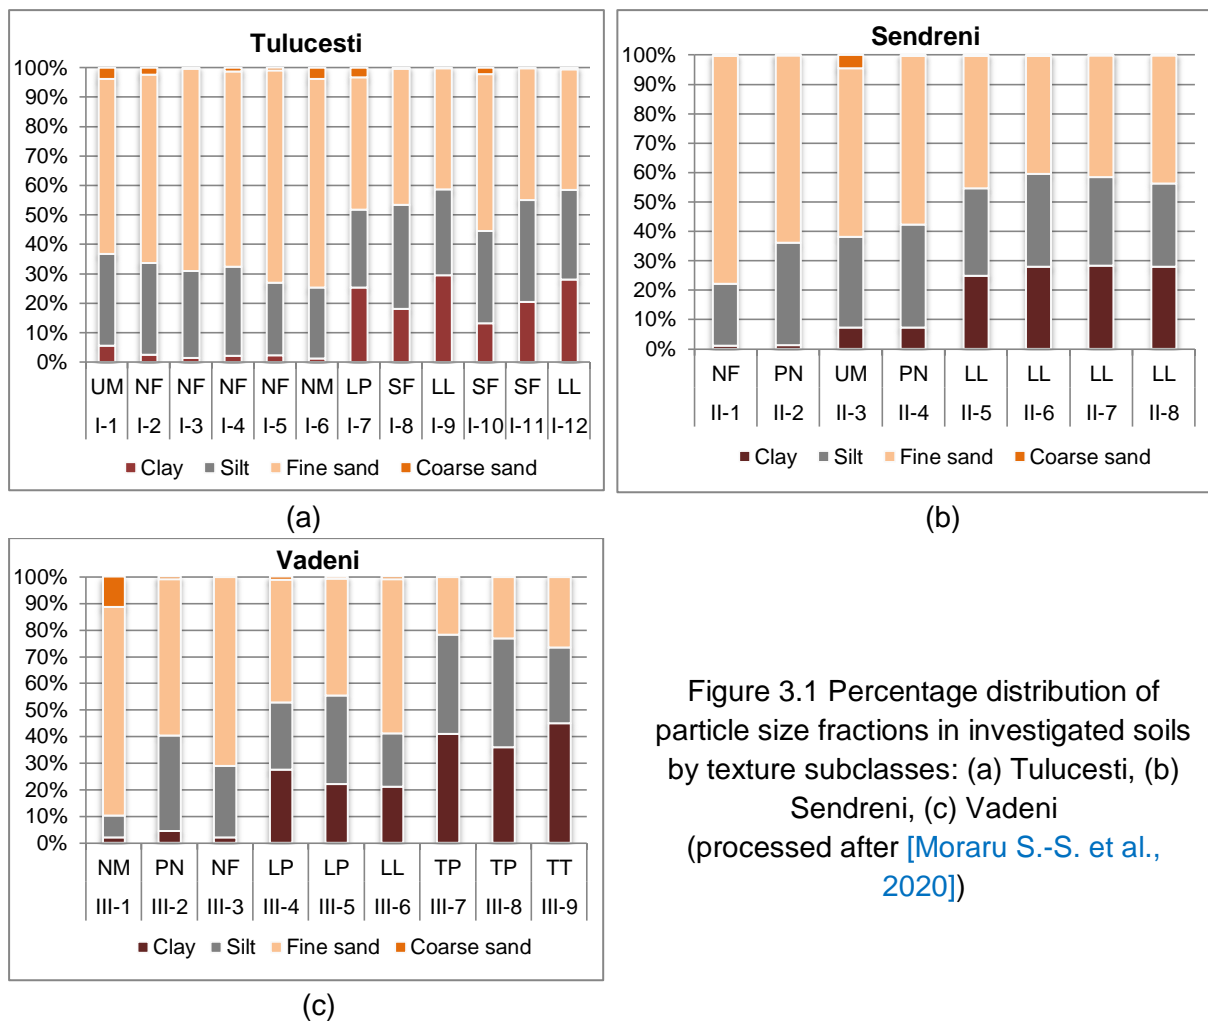 Tulucesti
100%
90%
80%
70%
60%
50%
40%
30%
20%
10%
0%
UM NF NF NF NF NM LP SF LL SF SF LL
I-1 I-2 I-3 I-4 I-5 I-6 I-7 I-8 I-9 I-10 I-11 I-12
Clay Silt Fine sand Coarse sand
(a)
Sendreni
100%
90%
80%
70%
60%
50%
40%
30%
20%
10%
0%
NF PN UM PN LL LL LL LL
II-1 II-2 II-3 II-4 II-5 II-6 II-7 II-8
Clay Silt Fine sand Coarse sand
(b)
Vadeni
100%
90%
80%
70%
60%
50%
40%
30%
20%
10%
0%
NM PN NF LP LP LL TP TP TT
III-1 III-2 III-3 III-4 III-5 III-6 III-7 III-8 III-9
Clay Silt Fine sand Coarse sand
(c)
Figure 3.1 Percentage distribution of
particle size fractions in investigated soils
by texture subclasses: (a) Tulucesti, (b)
Sendreni, (c) Vadeni
(processed after [Moraru S.-S. et al.,
2020])